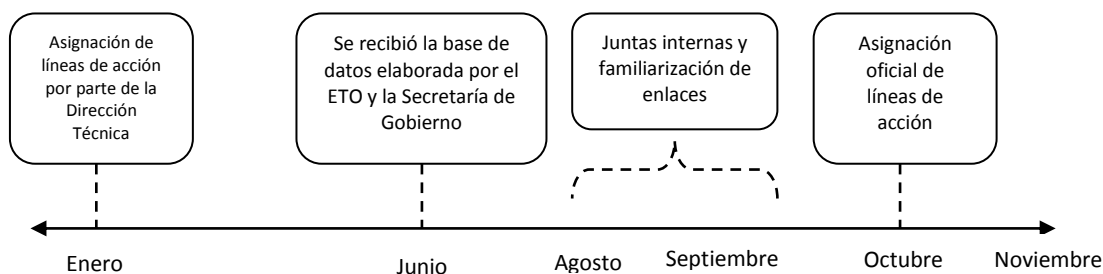 Asignación de
líneas de acción
por parte de la
Dirección
Técnica
Se recibió la base de
datos elaborada por el
ETO y la Secretaría de
Gobierno
Juntas internas y
familiarización de
enlaces
Asignación
oficial de
líneas de
acción
Enero
Junio
Agosto
Septiembre
Octubre
Noviembre